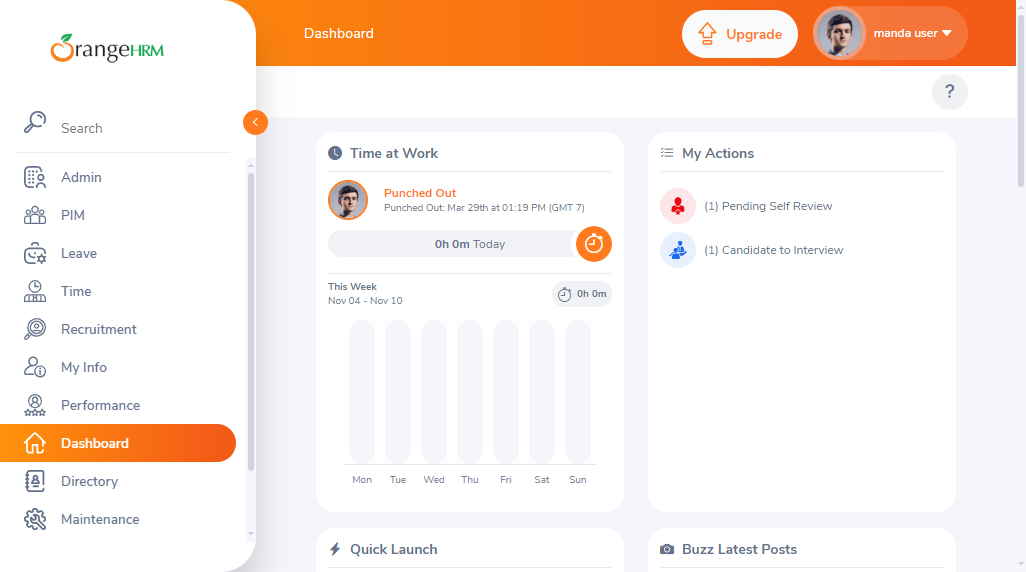 OrangeHRM
Search
Admin
PIM
Leave
Time
Recruitment
My Info
Performance
Dashboard
Directory
Maintenance
Dashboard
Upgrade
manda user
?
Time at Work
Punched Out
Punched Out: Mar 29th at 01:19 PM (GMT 7)
0h 0m Today
This Week
Nov 04 - Nov 10
0h 0m
Mon Tue Wed Thu Fri Sat Sun
My Actions
(1) Pending Self Review
(1) Candidate to Interview
Quick Launch
Buzz Latest Posts